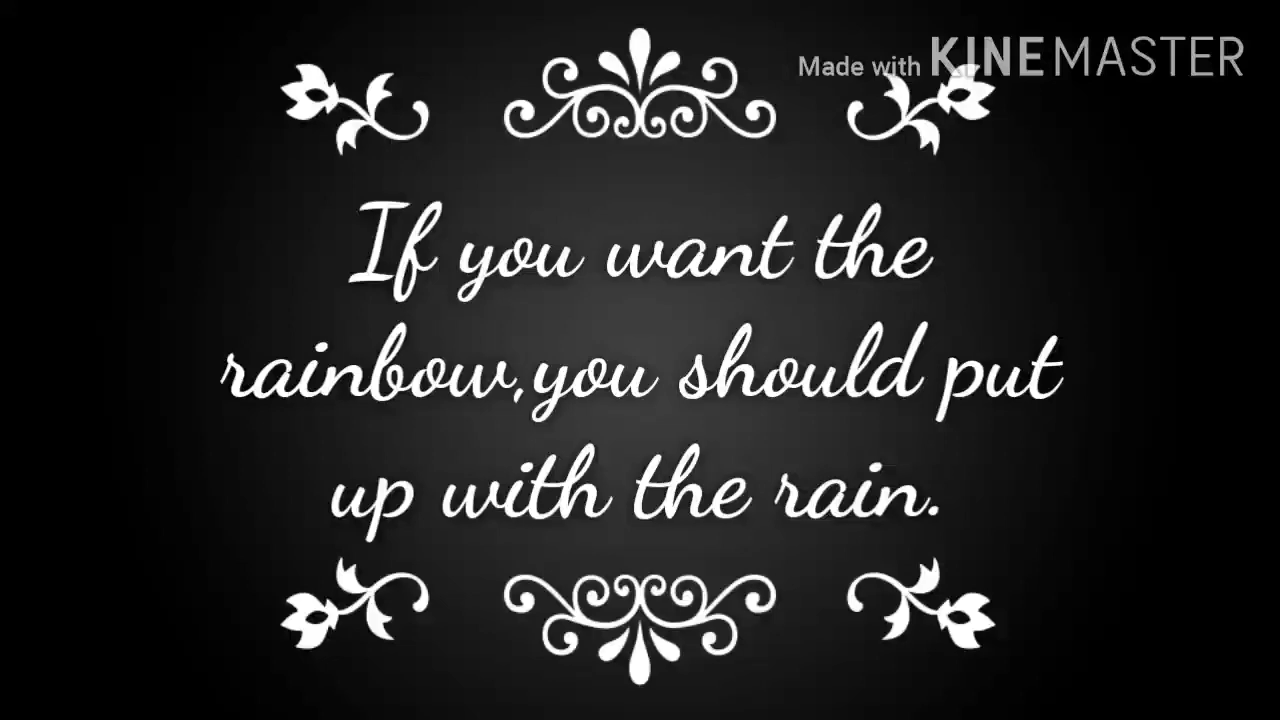 Made with KINEMASTER
If you want the
rainbow,you should put
up with the rain.